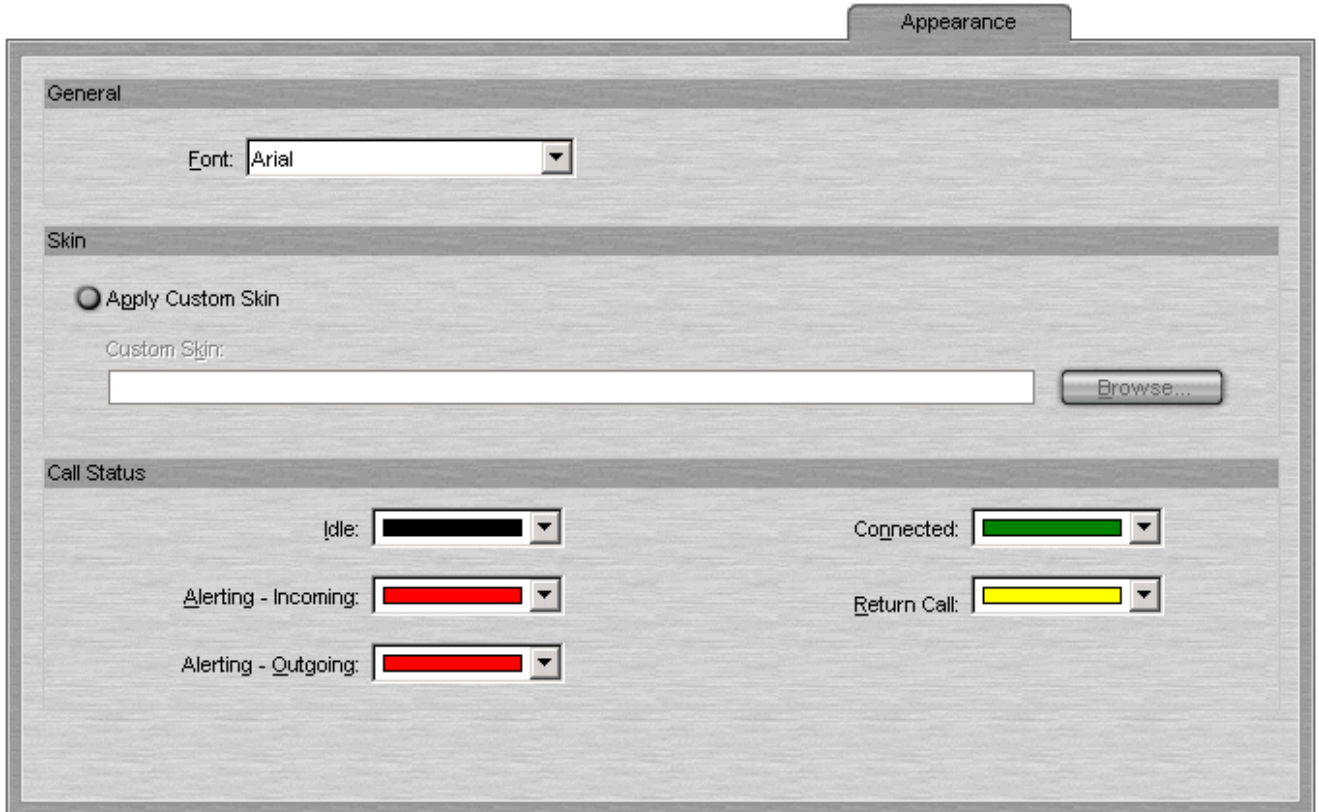 Appearance
General
Font: Arial
Skin
Apply Custom Skin
Custom Skin:
Browse...
Call Status
Idle:
Connected:
Alerting - Incoming:
Return Call:
Alerting - Outgoing: